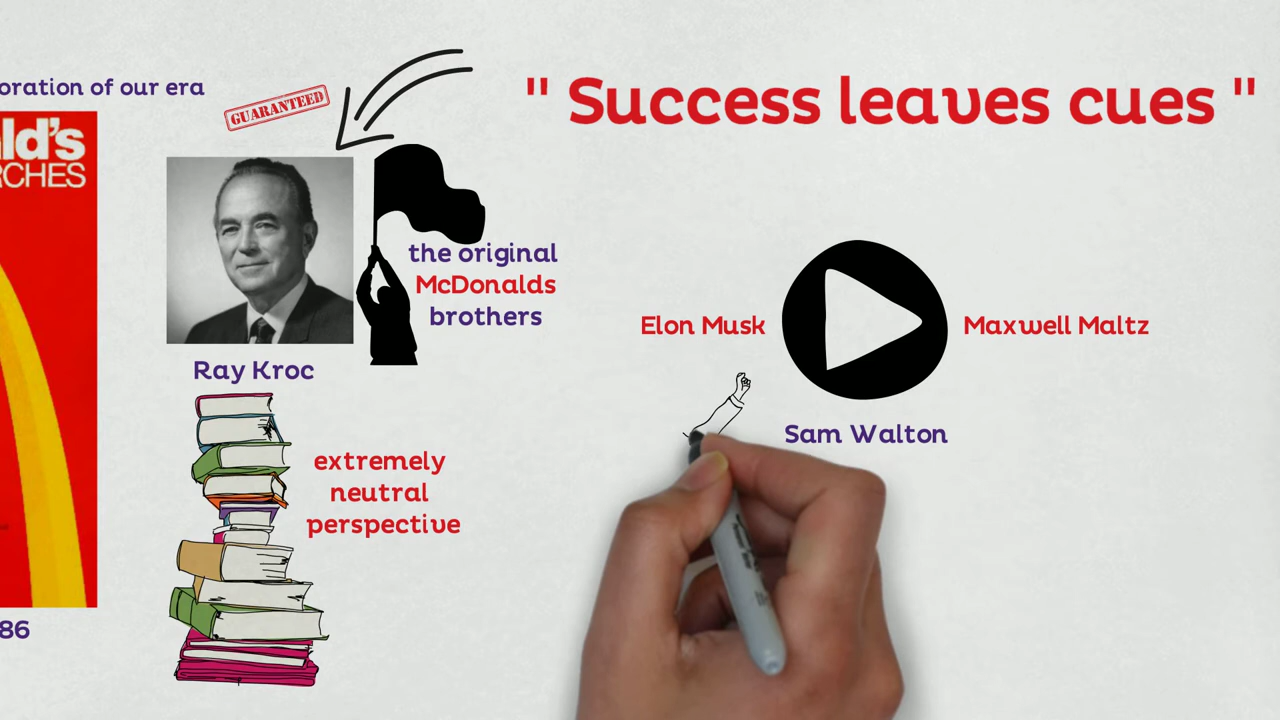 oration of our era
ld's
RCHES
86
GUARANTEED
Ray Kroc
the original
McDonalds
brothers
extremely
neutral
perspective
" Success leaves cues "
Elon Musk
Maxwell Maltz
Sam Walton